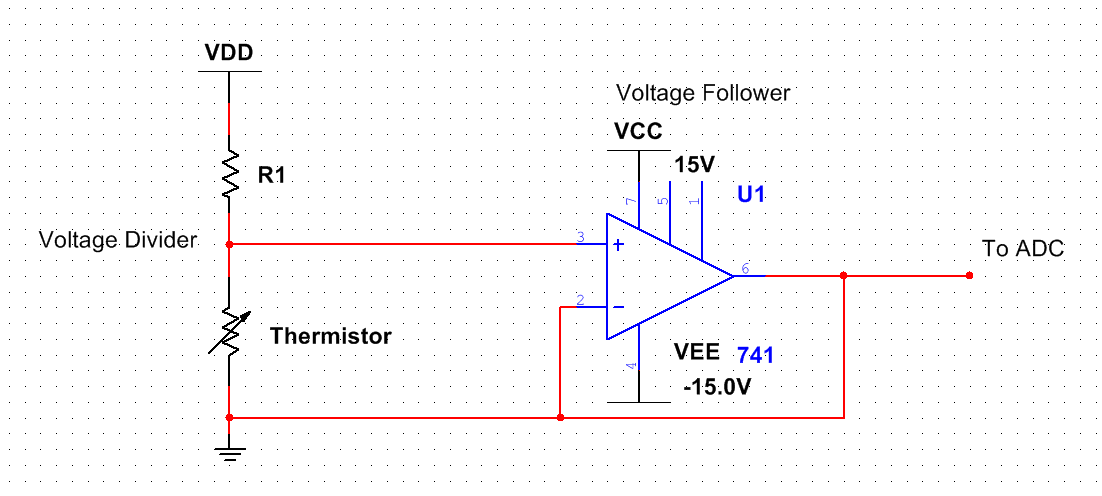 VDD
Voltage Follower
VCC
15V
R1
U1
7
5
1
Voltage Divider
3
+
To ADC
6
2
-
Thermistor
VEE
741
4
-15.0V